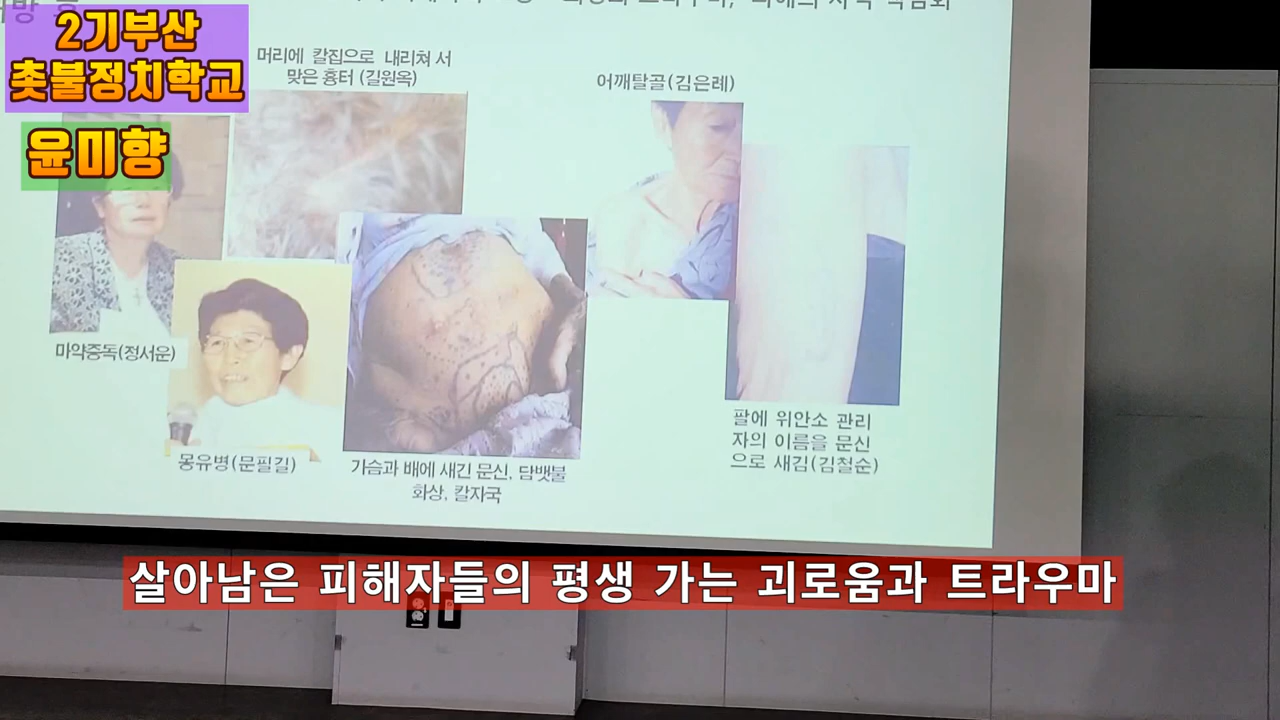 2기부산
촛불정치학교
윤미향
머리에 칼집으로 내리쳐 서
맞은 흉터 (길원옥)
어깨탈골(김은례)
마약중독(정서운)
몽유병(문필길)
가슴과 배에 새긴 문신, 담뱃불
화상, 칼자국
팔에 위안소 관리
자의 이름을 문신
으로 새김(김철순)
살아남은 피해자들의 평생 가는 괴로움과 트라우마